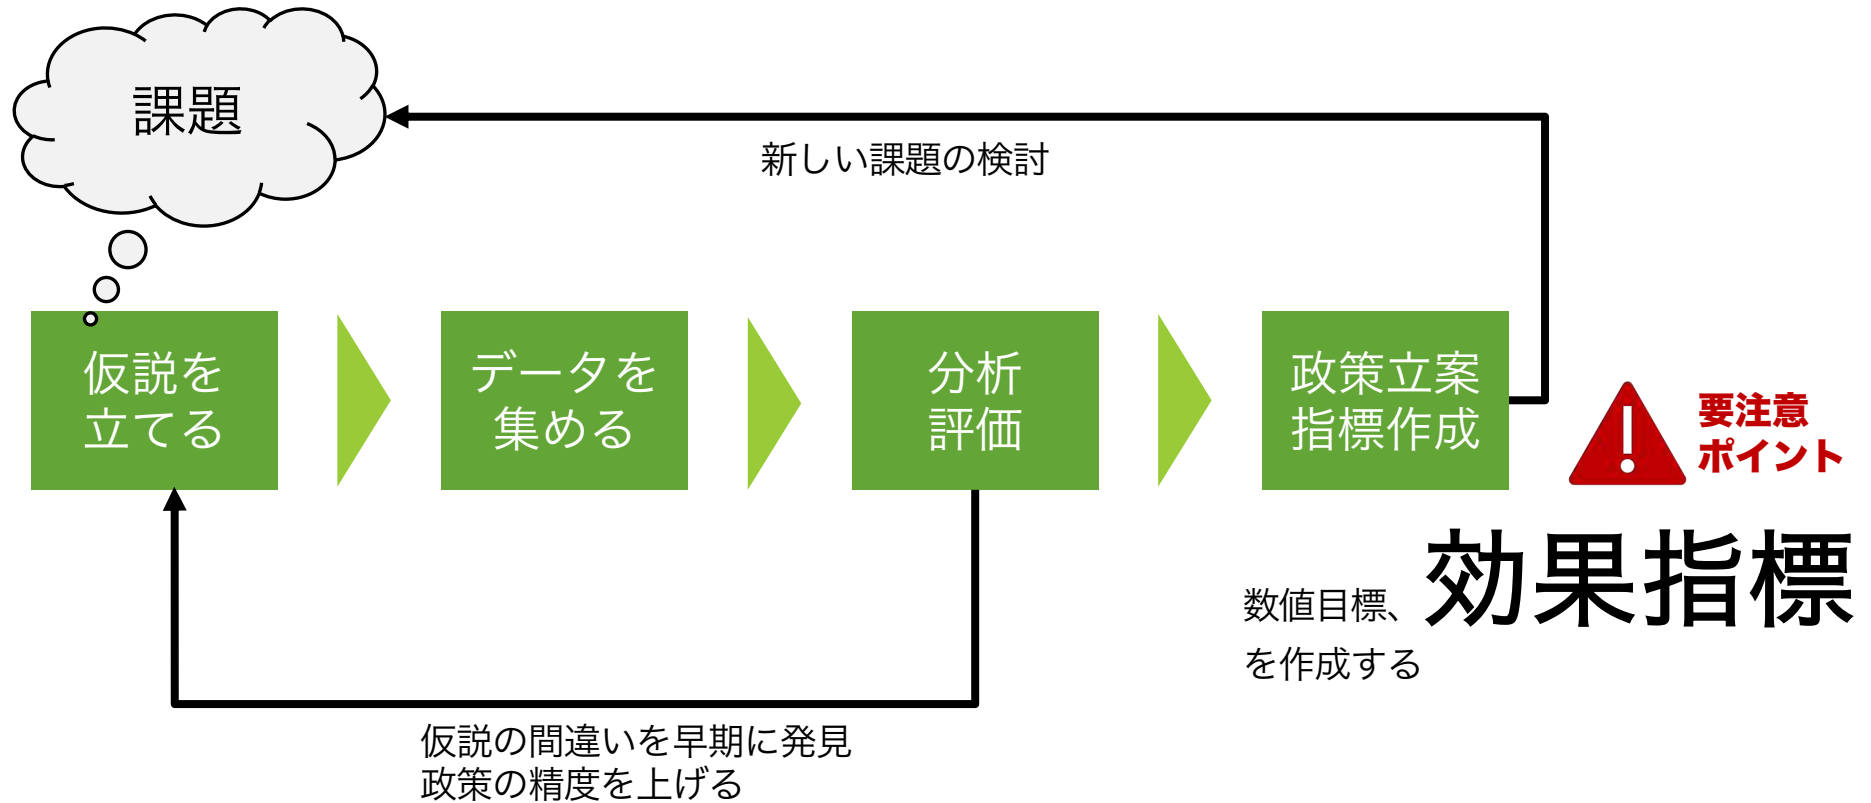 課題
新しい課題の検討
仮説を
立てる
データを
集める
分析
評価
政策立案
指標作成
要注意
ポイント
数値目標、効果指標
を作成する
仮説の間違いを早期に発見
政策の精度を上げる